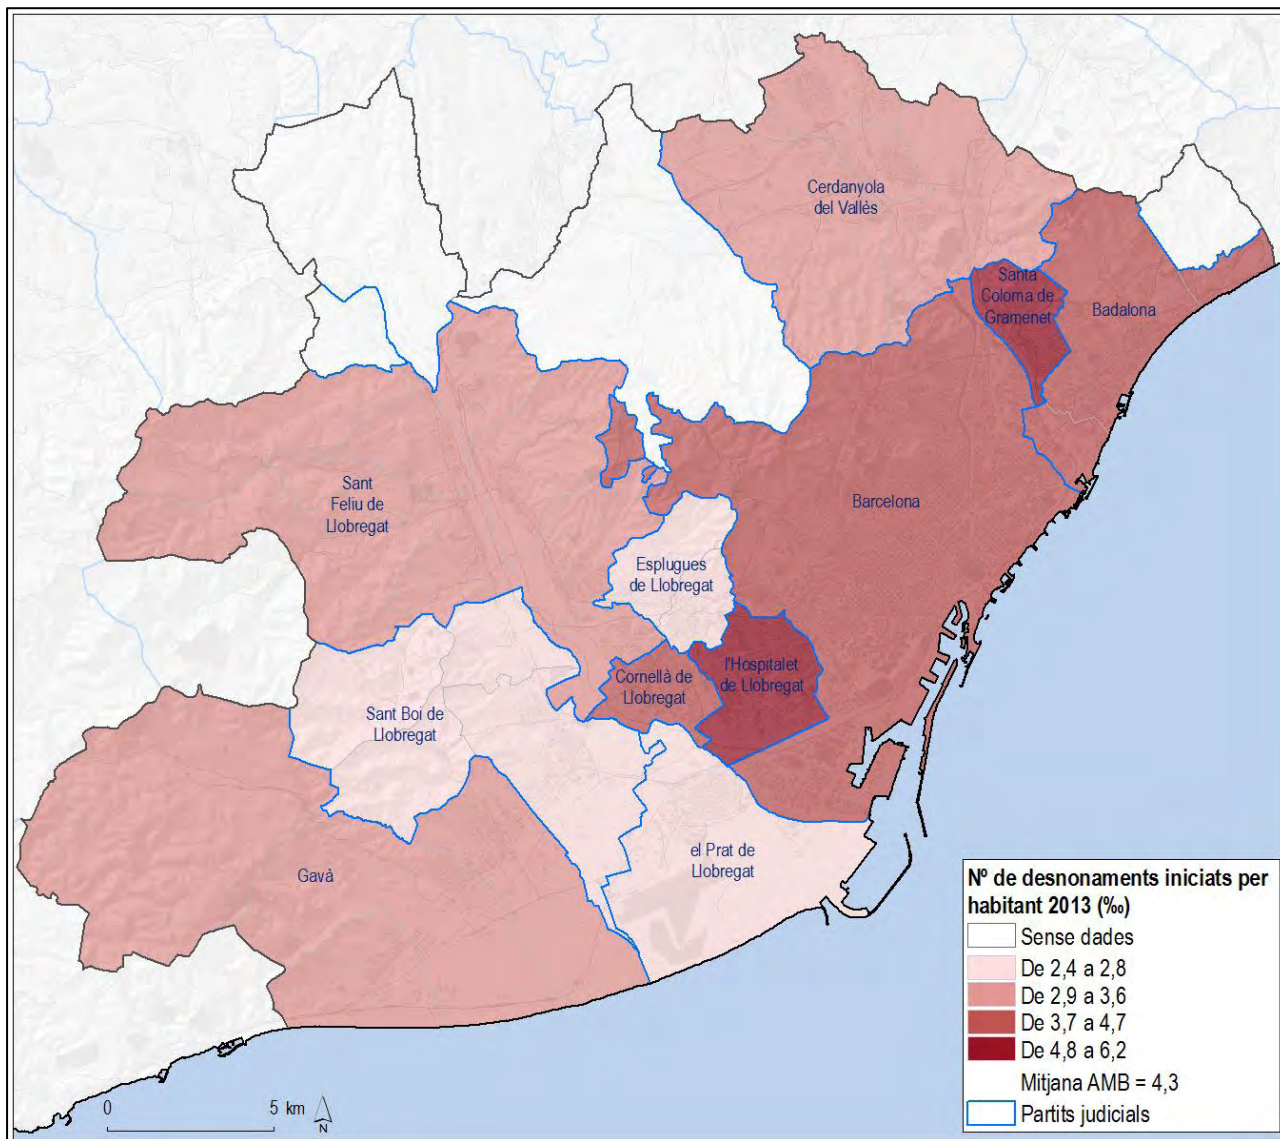 Cerdanyola
del Vallès
Santa
Coloma de
Gramenet
Badalona
Sant
Feliu de
Llobregat
Barcelona
Esplugues
de Llobregat
Cornellà de
Llobregat
l'Hospitalet
de Llobregat
Sant Boi de
Llobregat
el Prat de
Llobregat
Gavà
Nº de desnonaments iniciats per
habitant 2013 (‰)
Sense dades
De 2,4 a 2,8
De 2,9 a 3,6
De 3,7 a 4,7
De 4,8 a 6,2
Mitjana AMB = 4,3
Partits judicials
0 5 km
N